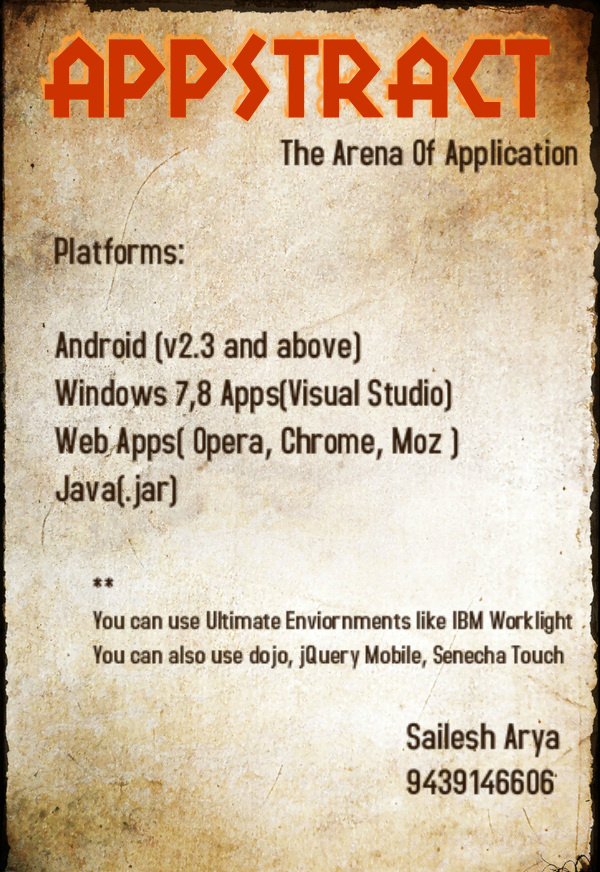 APPSTRACT
The Arena Of Application
Platforms:
Android (v2.3 and above)
Windows 7,8 Apps(Visual Studio)
Web Apps( Opera, Chrome, Moz )
Java(.jar)
**
You can use Ultimate Enviornments like IBM Worklight
You can also use dojo, jQuery Mobile, Senecha Touch
Sailesh Arya
9439146606